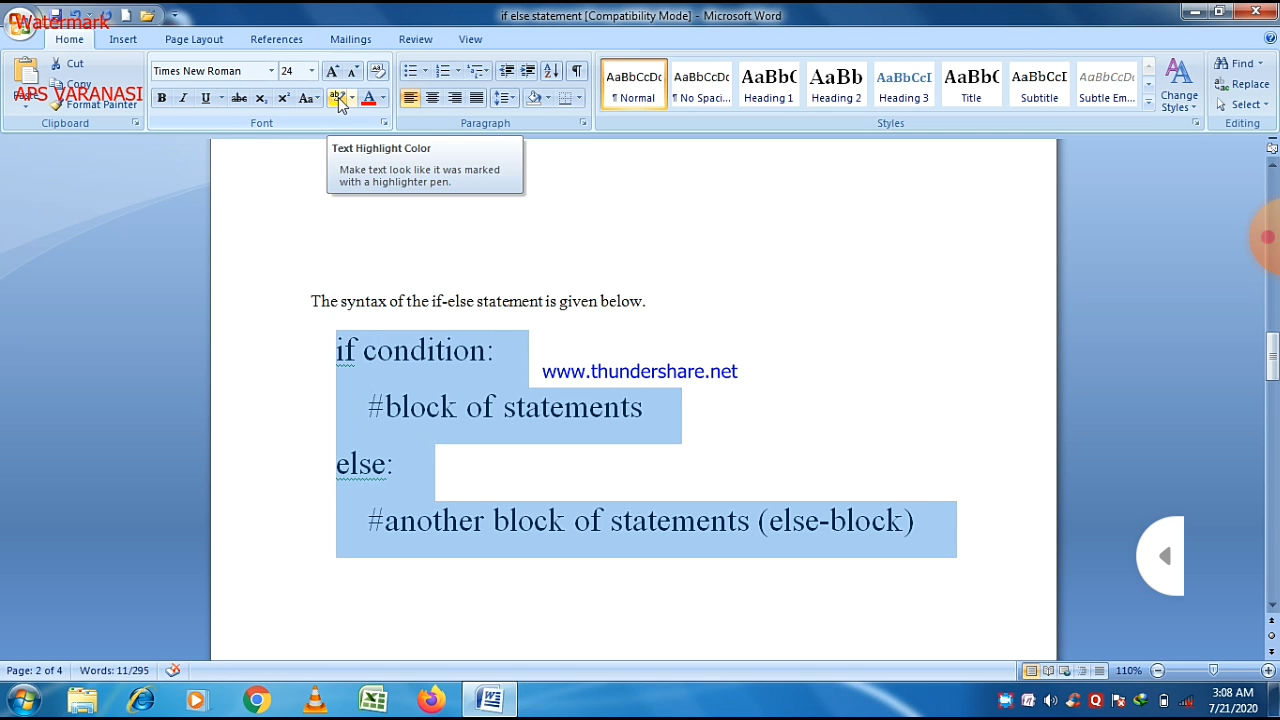 Watermark
if else statement [Compatibility Mode] - Microsoft Word
Home Insert Page Layout References Mailings Review View
Cut
Copy
APS VARANASI
Format Painter
Clipboard
Times New Roman 24
B I U abc X₂ X² Aa
ab A
Font
Paragraph
AaBbCcDc AaBbCcDc AaBbC AaBb AaBbCcI AaBbC AaBbCcI AaBbCcDc
¶ Normal ¶ No Spaci... Heading 1 Heading 2 Heading 3 Title Subtitle Subtle Em...
Styles
Change Styles
Find
Replace
Select
Editing
Text Highlight Color
Make text look like it was marked
with a highlighter pen.
The syntax of the if-else statement is given below.
if condition:
www.thundershare.net
#block of statements
else:
#another block of statements (else-block)
Page: 2 of 4 Words: 11/295 110%
3:08 AM
7/21/2020